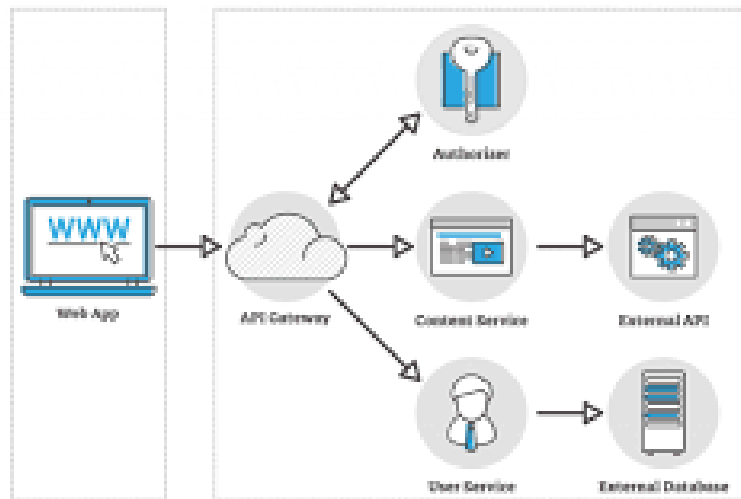 Authorizer
WWW
Web App
API Gateway
Content Service
External API
User Service
External Database